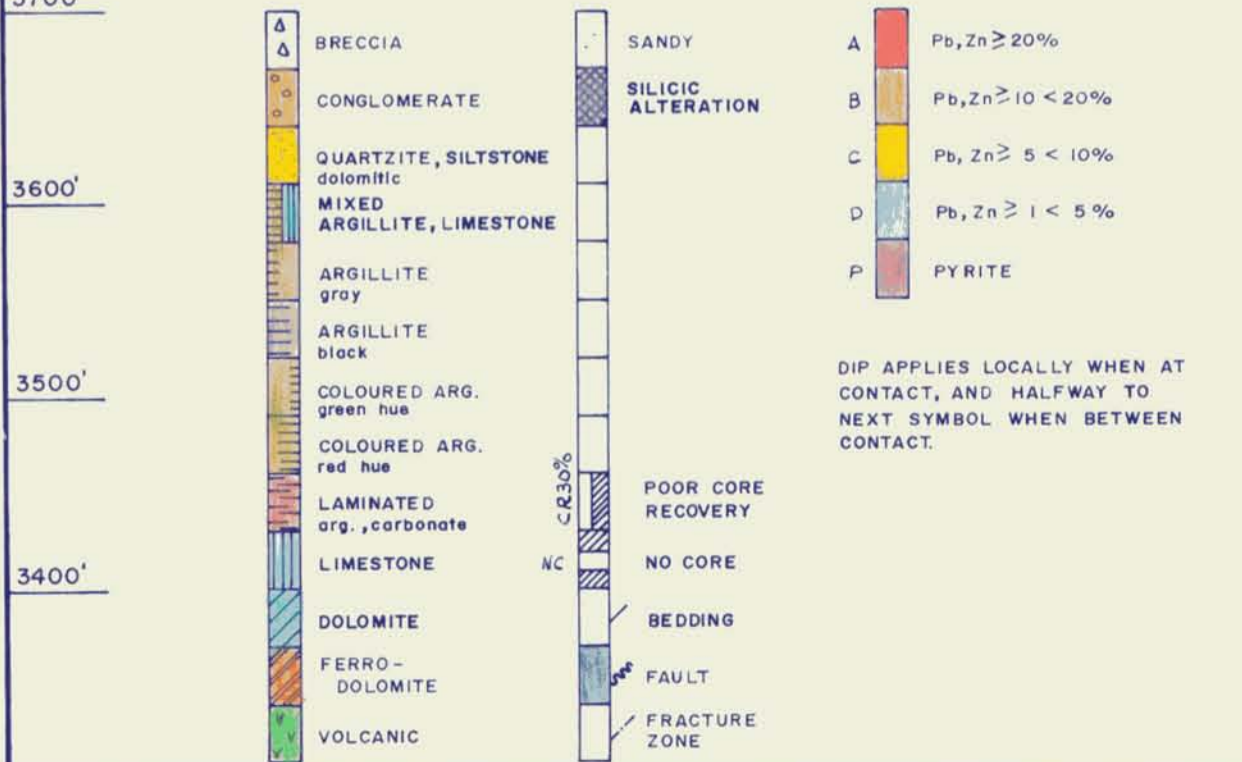 3700'
3600'
3500'
3400'
BRECCIA
CONGLOMERATE
QUARTZITE, SILTSTONE
dolomitic
MIXED
ARGILLITE, LIMESTONE
ARGILLITE
gray
ARGILLITE
black
COLOURED ARG.
green hue
COLOURED ARG.
red hue
LAMINATED
arg., carbonate
LIMESTONE
DOLOMITE
FERRO-
DOLOMITE
VOLCANIC
SANDY
SILICIC
ALTERATION
CR30%
POOR CORE
RECOVERY
NC NO CORE
BEDDING
FAULT
FRACTURE
ZONE
A Pb, Zn ≥ 20%
B Pb, Zn ≥ 10 < 20%
C Pb, Zn ≥ 5 < 10%
D Pb, Zn ≥ 1 < 5%
P PYRITE
DIP APPLIES LOCALLY WHEN AT
CONTACT, AND HALFWAY TO
NEXT SYMBOL WHEN BETWEEN
CONTACT.